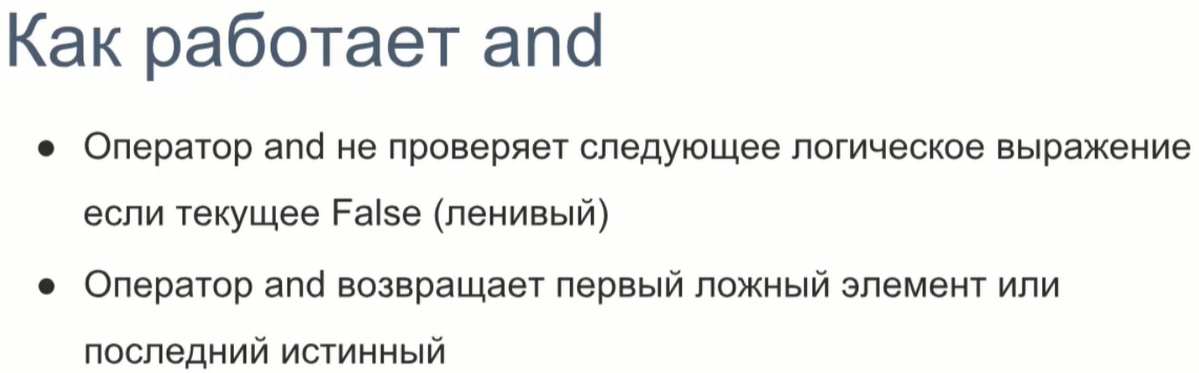 Как работает and
● Оператор and не проверяет следующее логическое выражение
если текущее False (ленивый)
● Оператор and возвращает первый ложный элемент или
последний истинный